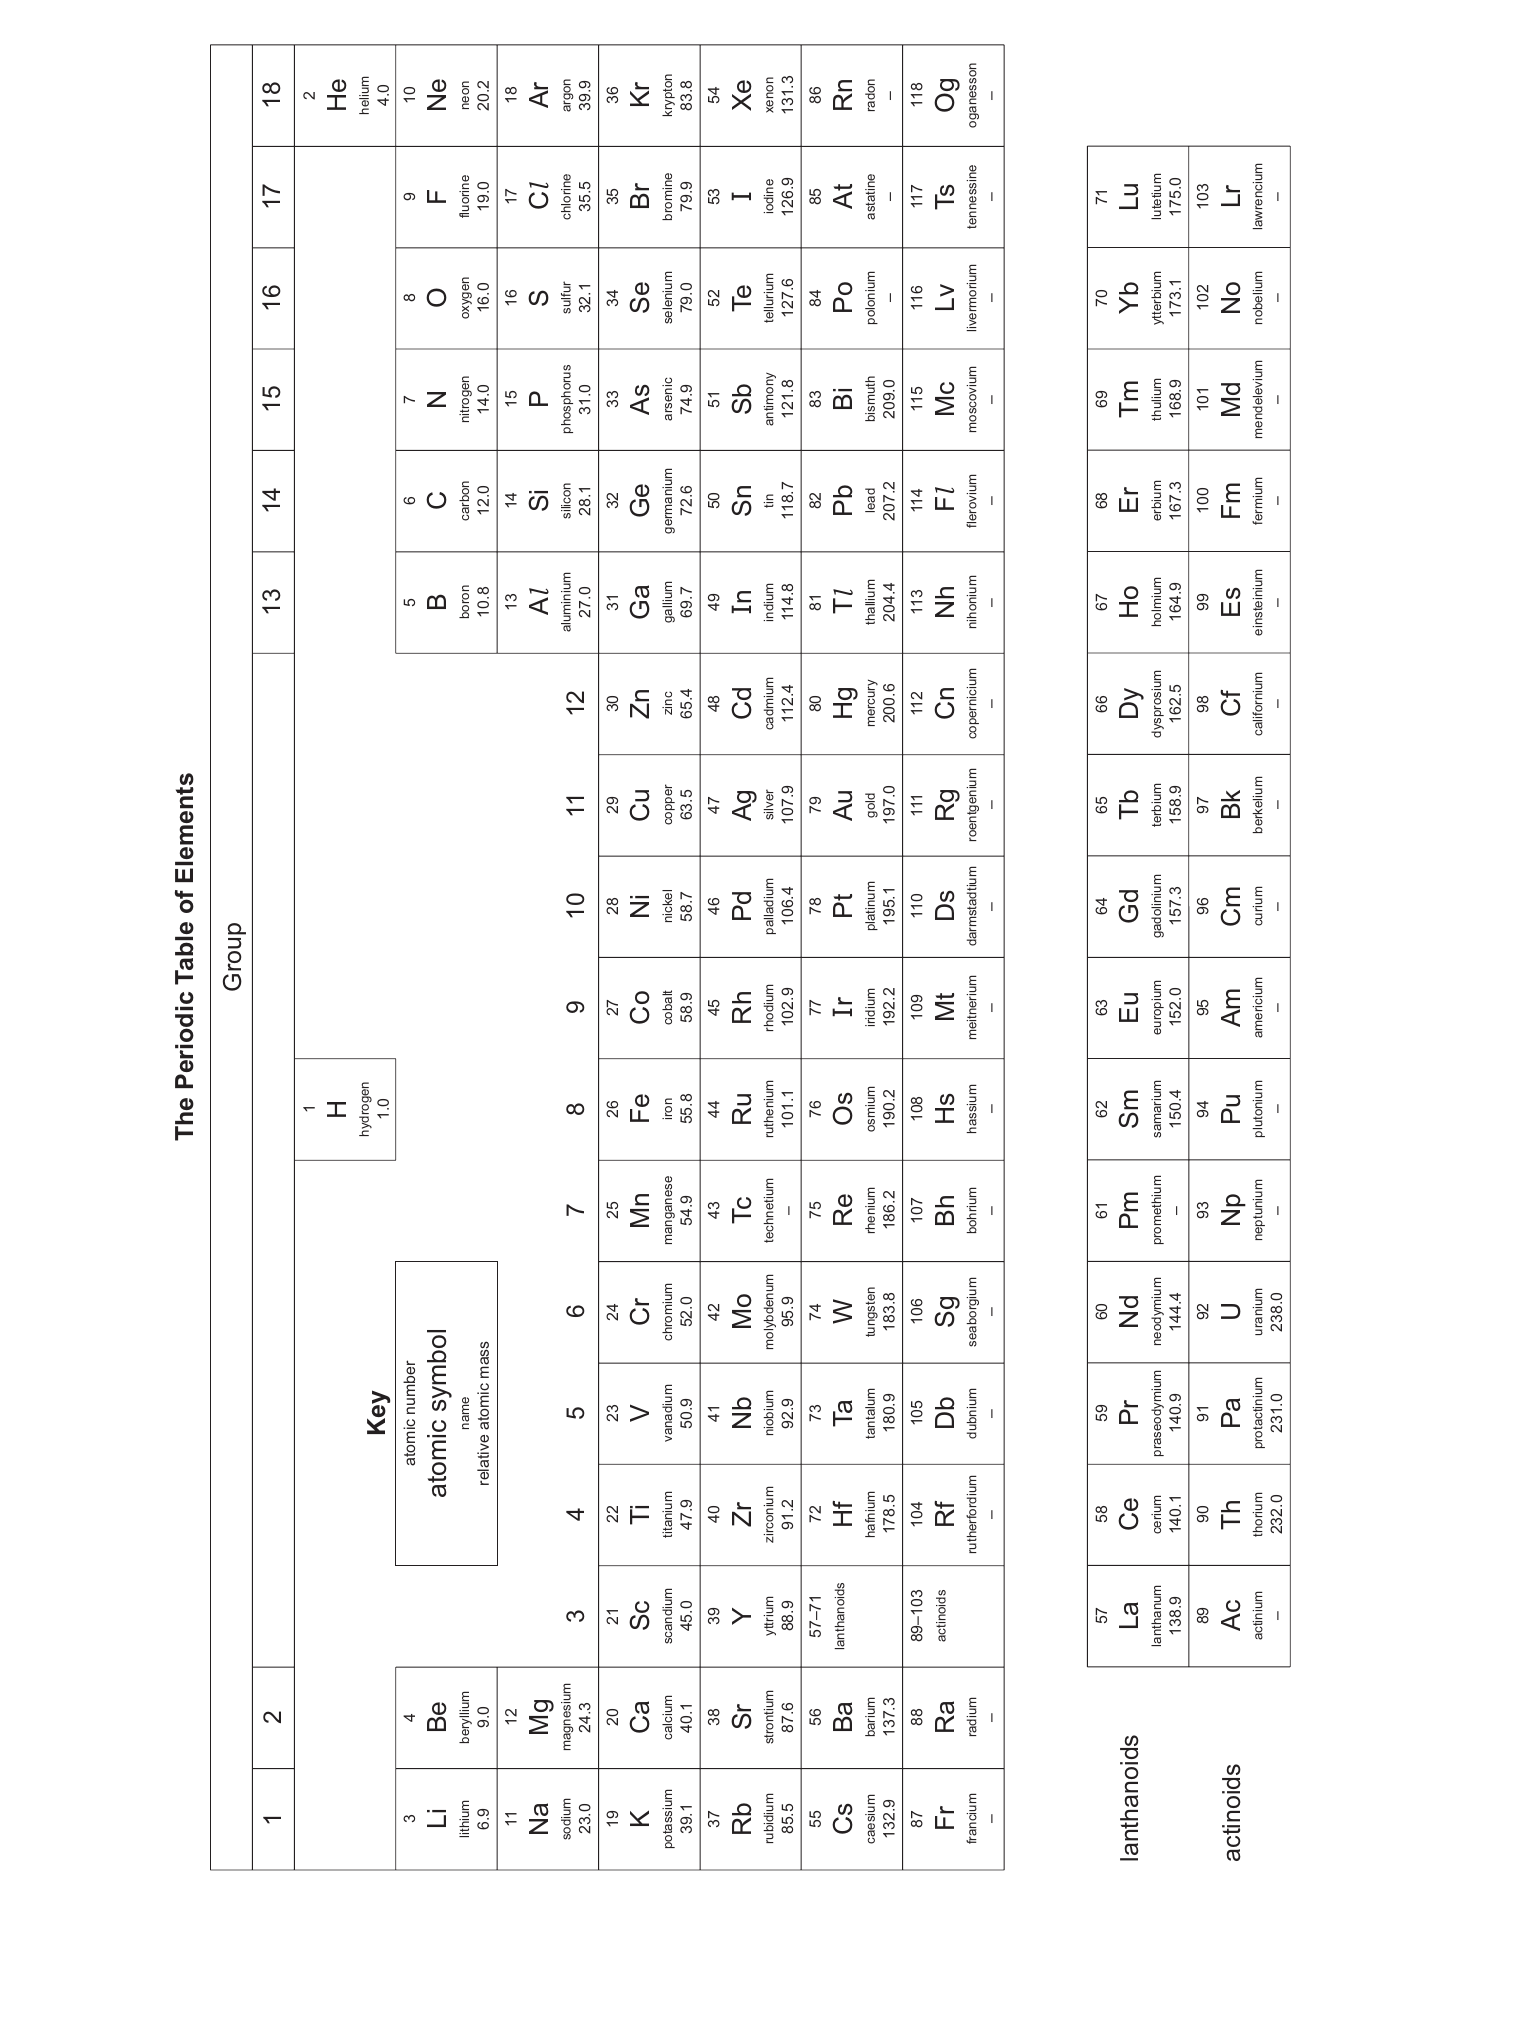 The Periodic Table of Elements
Group
1 2 13 14 15 16 17 18
1
H
hydrogen
1.0
2
He
helium
4.0
Key
atomic number
atomic symbol
name
relative atomic mass
3 4 5 6 7 8 9 10
Li Be B C N O F Ne
lithium beryllium boron carbon nitrogen oxygen fluorine neon
6.9 9.0 10.8 12.0 14.0 16.0 19.0 20.2
11 12 13 14 15 16 17 18
Na Mg Al Si P S Cl Ar
sodium magnesium aluminium silicon phosphorus sulfur chlorine argon
23.0 24.3 27.0 28.1 31.0 32.1 35.5 39.9
3 4 5 6 7 8 9 10 11 12
19 20 21 22 23 24 25 26 27 28 29 30 31 32 33 34 35 36
K Ca Sc Ti V Cr Mn Fe Co Ni Cu Zn Ga Ge As Se Br Kr
potassium calcium scandium titanium vanadium chromium manganese iron cobalt nickel copper zinc gallium germanium arsenic selenium bromine krypton
39.1 40.1 45.0 47.9 50.9 52.0 54.9 55.8 58.9 58.7 63.5 65.4 69.7 72.6 74.9 79.0 79.9 83.8
37 38 39 40 41 42 43 44 45 46 47 48 49 50 51 52 53 54
Rb Sr Y Zr Nb Mo Tc Ru Rh Pd Ag Cd In Sn Sb Te I Xe
rubidium strontium yttrium zirconium niobium molybdenum technetium ruthenium rhodium palladium silver cadmium indium tin antimony tellurium iodine xenon
85.5 87.6 88.9 91.2 92.9 95.9 – 101.1 102.9 106.4 107.9 112.4 114.8 118.7 121.8 127.6 126.9 131.3
55 56 57–71 72 73 74 75 76 77 78 79 80 81 82 83 84 85 86
Cs Ba Hf Ta W Re Os Ir Pt Au Hg Tl Pb Bi Po At Rn
caesium barium lanthanoids hafnium tantalum tungsten rhenium osmium iridium platinum gold mercury thallium lead bismuth polonium astatine radon
132.9 137.3 178.5 180.9 183.8 186.2 190.2 192.2 195.1 197.0 200.6 204.4 207.2 209.0 – – –
87 88 89–103 104 105 106 107 108 109 110 111 112 113 114 115 116 117 118
Fr Ra Rf Db Sg Bh Hs Mt Ds Rg Cn Nh Fl Mc Lv Ts Og
francium radium actinoids rutherfordium dubnium seaborgium bohrium hassium meitnerium darmstadtium roentgenium copernicium nihonium flerovium moscovium livermorium tennessine oganesson
– – – – – – – – – – – – – – – – –
lanthanoids
57 58 59 60 61 62 63 64 65 66 67 68 69 70 71
La Ce Pr Nd Pm Sm Eu Gd Tb Dy Ho Er Tm Yb Lu
lanthanum cerium praseodymium neodymium promethium samarium europium gadolinium terbium dysprosium holmium erbium thulium ytterbium lutetium
138.9 140.1 140.9 144.4 – 150.4 152.0 157.3 158.9 162.5 164.9 167.3 168.9 173.1 175.0
actinoids
89 90 91 92 93 94 95 96 97 98 99 100 101 102 103
Ac Th Pa U Np Pu Am Cm Bk Cf Es Fm Md No Lr
actinium thorium protactinium uranium neptunium plutonium americium curium berkelium californium einsteinium fermium mendelevium nobelium lawrencium
– 232.0 231.0 238.0 – – – – – – – – – – –